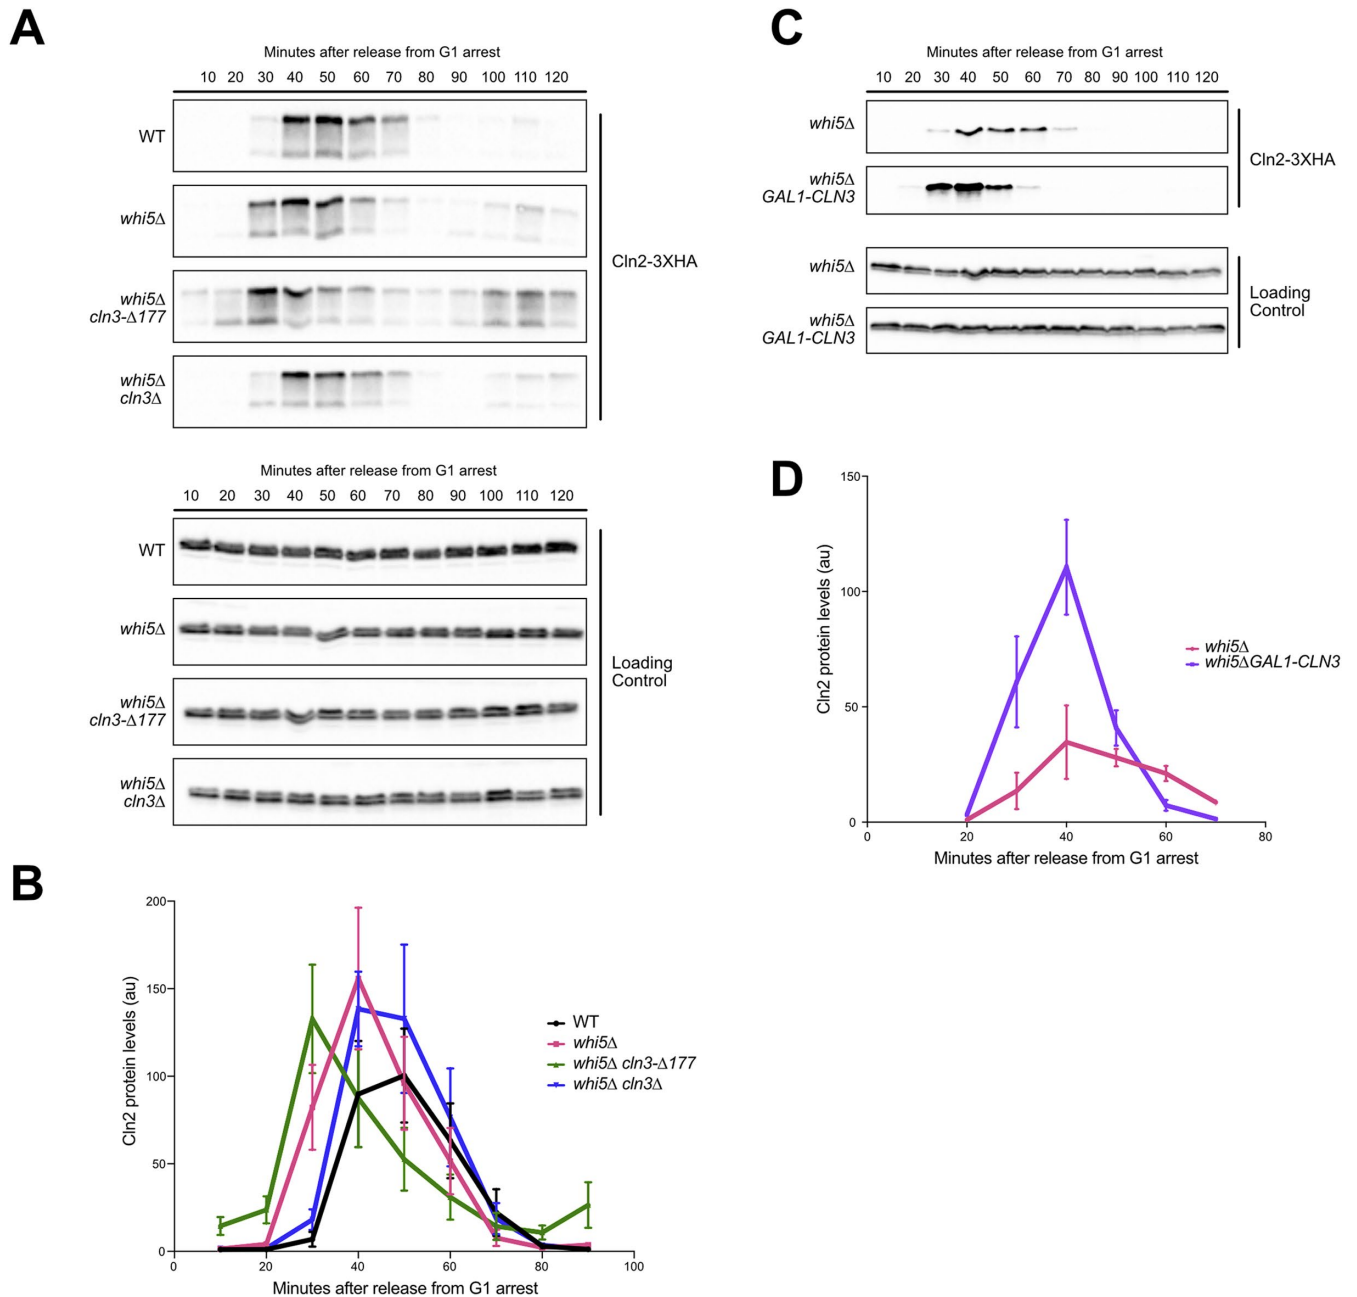 A
Minutes after release from G1 arrest
10 20 30 40 50 60 70 80 90 100 110 120
WT
whi5Δ
whi5Δ
cln3-Δ177
whi5Δ
cln3Δ
Cln2-3XHA
Minutes after release from G1 arrest
10 20 30 40 50 60 70 80 90 100 110 120
WT
whi5Δ
whi5Δ
cln3-Δ177
whi5Δ
cln3Δ
Loading
Control
B
Cln2 protein levels (au)
200
150
100
50
0
0 20 40 60 80 100
Minutes after release from G1 arrest
WT
whi5Δ
whi5Δ cln3-Δ177
whi5Δ cln3Δ
C
Minutes after release from G1 arrest
10 20 30 40 50 60 70 80 90 100 110 120
whi5Δ
whi5Δ
GAL1-CLN3
Cln2-3XHA
whi5Δ
whi5Δ
GAL1-CLN3
Loading
Control
D
Cln2 protein levels (au)
150
100
50
0
0 20 40 60 80
Minutes after release from G1 arrest
whi5Δ
whi5ΔGAL1-CLN3